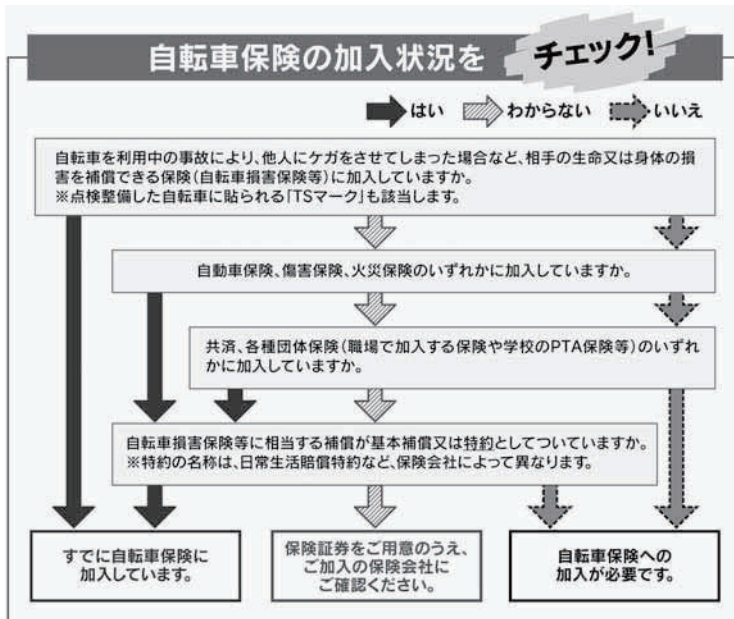 自転車保険の加入状況を チェック!
はい わからない いいえ
自転車を利用中の事故により、他人にケガをさせてしまった場合など、相手の生命又は身体の損
害を補償できる保険(自転車損害保険等)に加入していますか。
※点検整備した自転車に貼られる「TSマーク」も該当します。
自動車保険、傷害保険、火災保険のいずれかに加入していますか。
共済、各種団体保険(職場で加入する保険や学校のPTA保険等)のいずれ
かに加入していますか。
自転車損害保険等に相当する補償が基本補償又は特約としてついていますか。
※特約の名称は、日常生活賠償特約など、保険会社によって異なります。
すでに自転車保険に
加入しています。
保険証券をご用意のうえ、
ご加入の保険会社に
ご確認ください。
自転車保険への
加入が必要です。